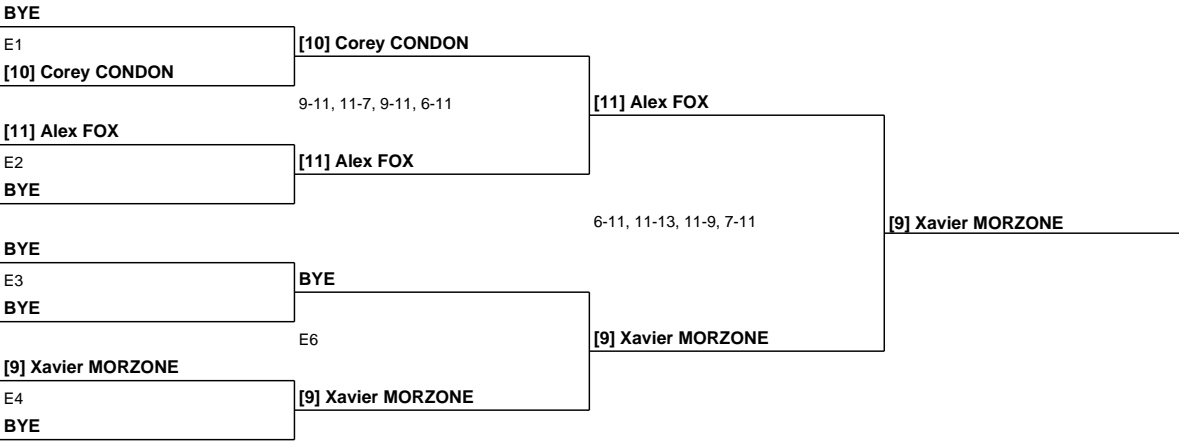 BYE
E1
[10] Corey CONDON
[10] Corey CONDON
9-11, 11-7, 9-11, 6-11
[11] Alex FOX
[11] Alex FOX
E2
[11] Alex FOX
BYE
6-11, 11-13, 11-9, 7-11
[9] Xavier MORZONE
BYE
E3
BYE
BYE
E6
[9] Xavier MORZONE
[9] Xavier MORZONE
E4
[9] Xavier MORZONE
BYE